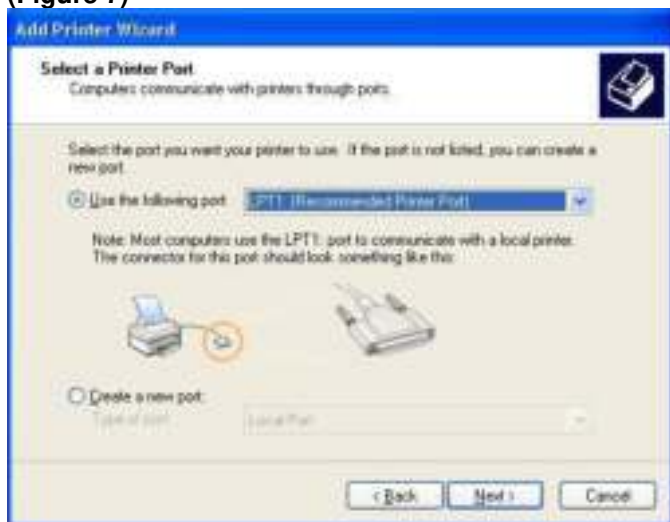 (Figure 7)
Add Printer Wizard
Select a Printer Port
Computers communicate with printers through ports.
Select the port you want your printer to use. If the port is not listed, you can create a
new port.
Use the following port: LPT1: (Recommended Printer Port)
Note: Most computers use the LPT1: port to communicate with a local printer.
The connector for this port should look something like this:
Create a new port:
Type of port: Local Port
< Back Next > Cancel